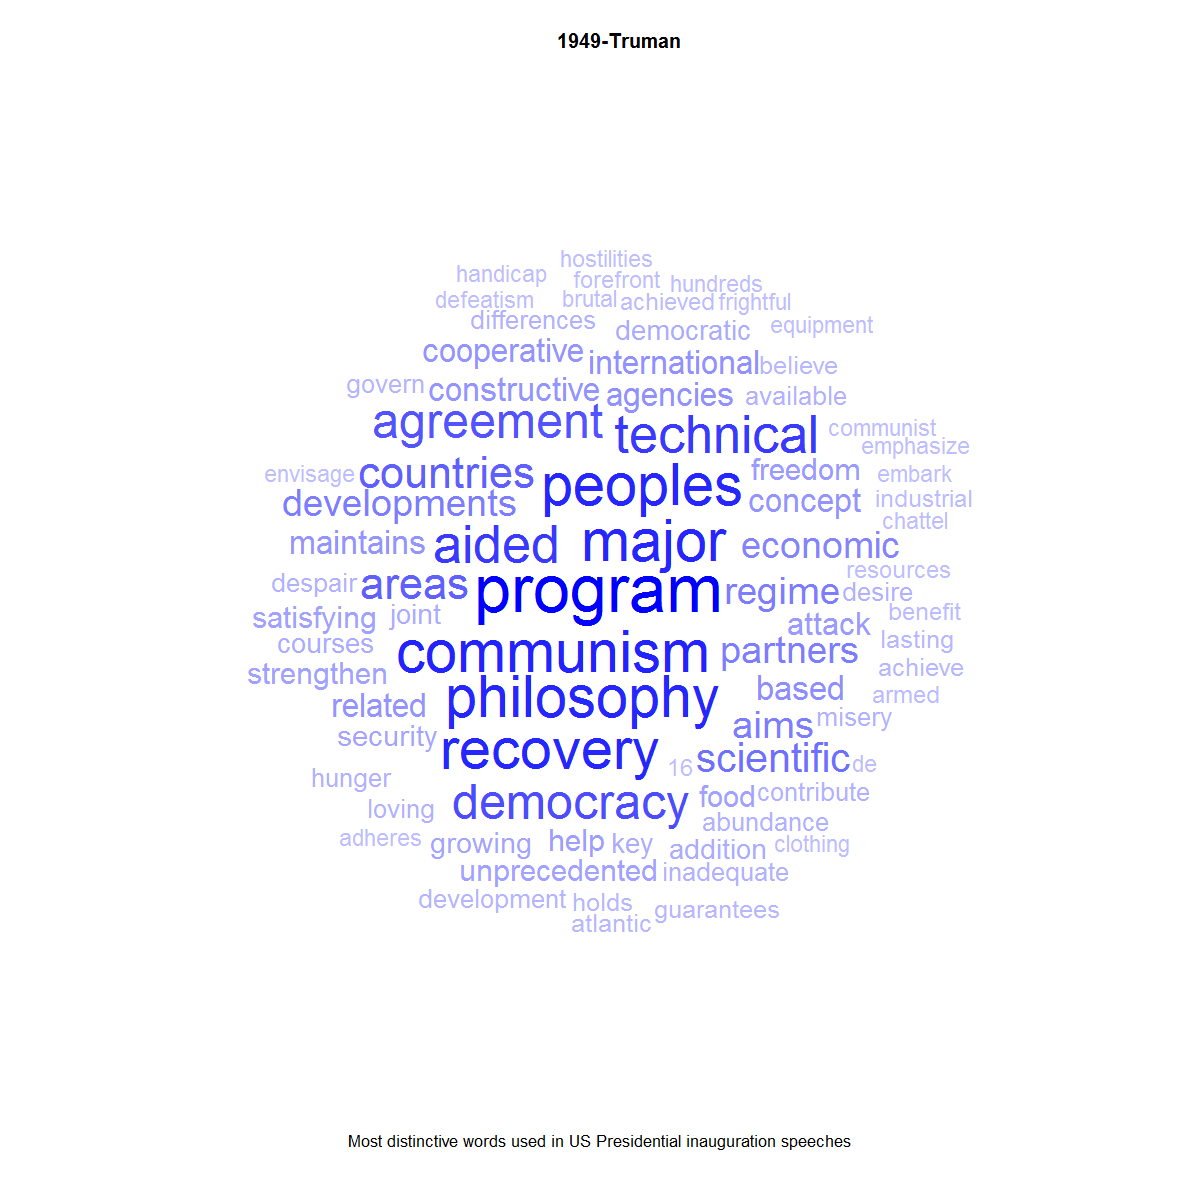 1949-Truman
hostilities
handicap forefront hundreds
defeatism brutal achieved frightful
differences democratic equipment
cooperative international believe
govern constructive agencies available
agreement technical communist
emphasize
envisage countries peoples freedom embark
developments concept industrial
chattel
maintains aided major economic
despair areas program regime desire resources
satisfying joint attack benefit
courses communism partners lasting
strengthen philosophy based achieve
related aims misery armed
security recovery scientific de
hunger 16
loving democracy food contribute
adheres growing help key addition abundance clothing
unprecedented inadequate
development holds guarantees
atlantic
Most distinctive words used in US Presidential inauguration speeches